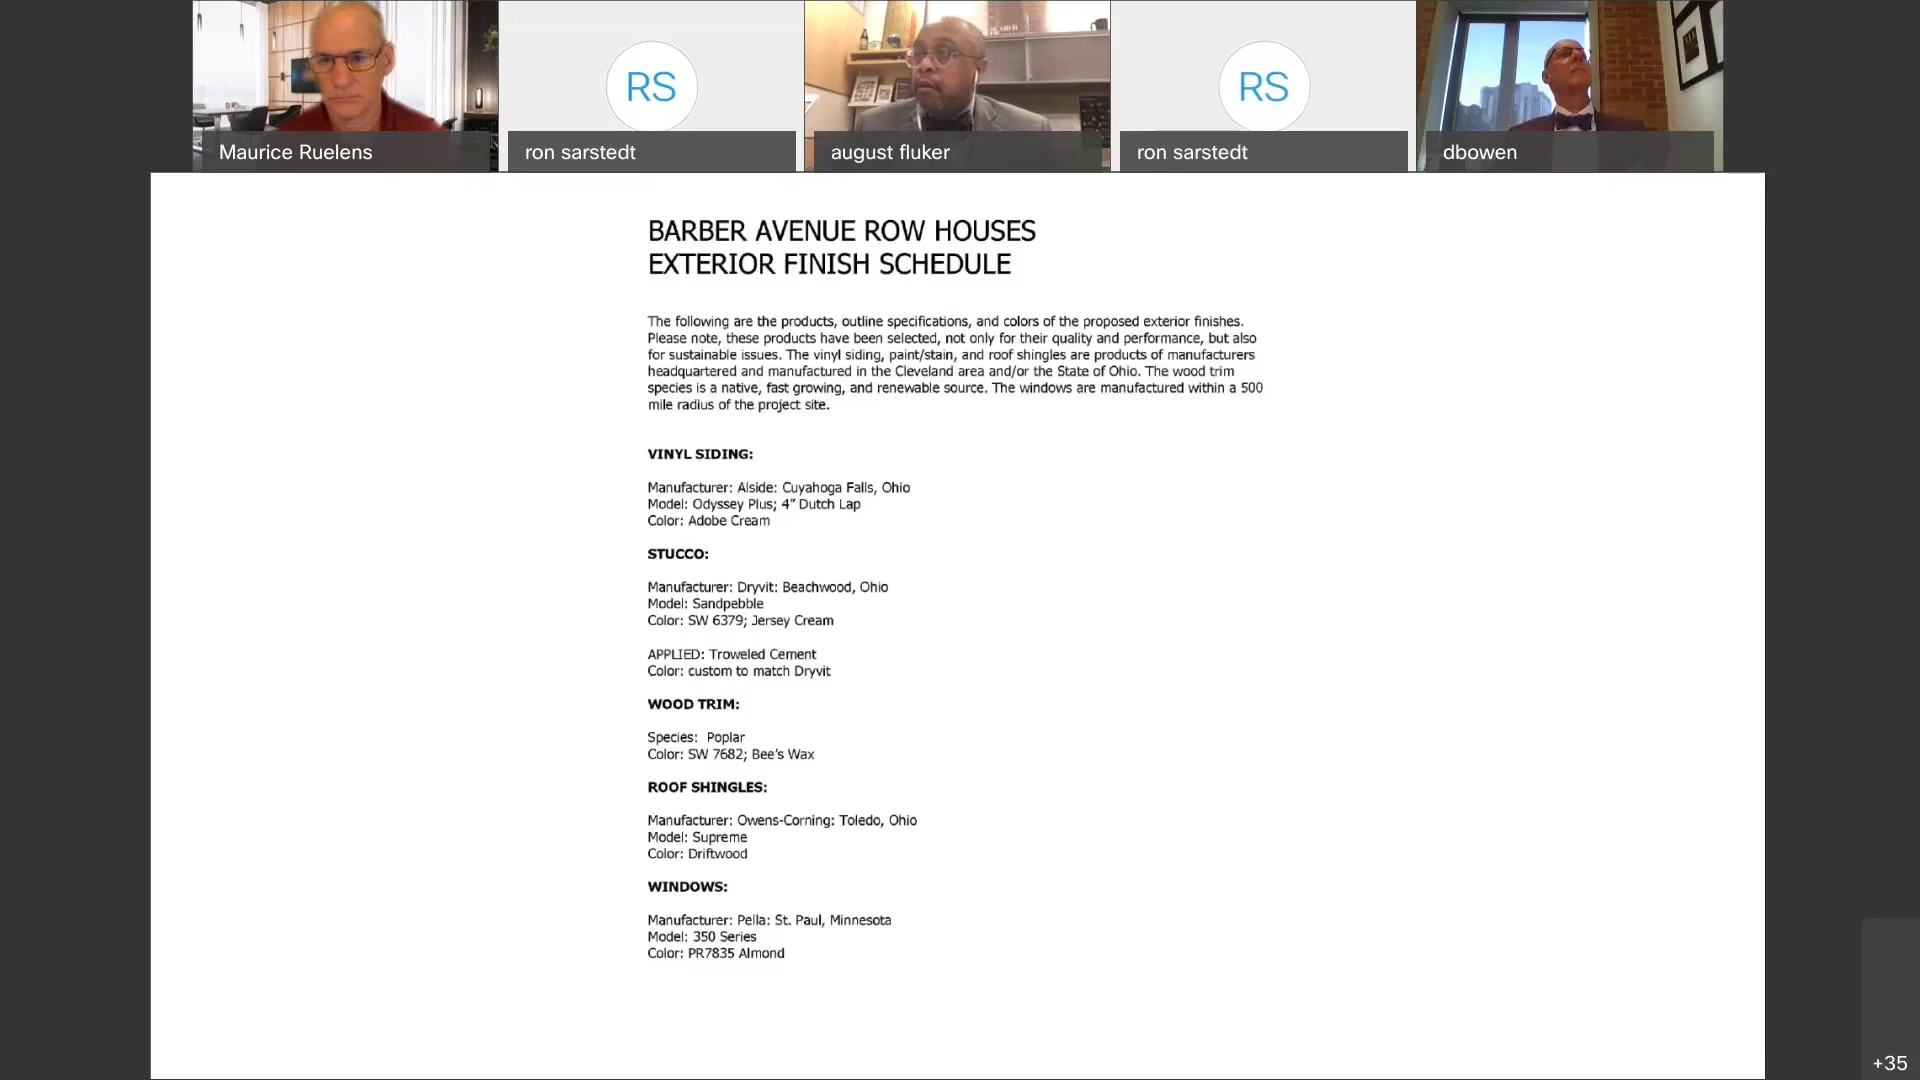 RS
RS
Maurice Ruelens
ron sarstedt
august fluker
ron sarstedt
dbowen
BARBER AVENUE ROW HOUSES
EXTERIOR FINISH SCHEDULE
The following are the products, outline specifications, and colors of the proposed exterior finishes.
Please note, these products have been selected, not only for their quality and performance, but also
for sustainable issues. The vinyl siding, paint/stain, and roof shingles are products of manufacturers
headquartered and manufactured in the Cleveland area and/or the State of Ohio. The wood trim
species is a native, fast growing, and renewable source. The windows are manufactured within a 500
mile radius of the project site.
VINYL SIDING:
Manufacturer: Alside: Cuyahoga Falls, Ohio
Model: Odyssey Plus; 4” Dutch Lap
Color: Adobe Cream
STUCCO:
Manufacturer: Dryvit: Beachwood, Ohio
Model: Sandpebble
Color: SW 6379; Jersey Cream
APPLIED: Troweled Cement
Color: custom to match Dryvit
WOOD TRIM:
Species: Poplar
Color: SW 7682; Bee’s Wax
ROOF SHINGLES:
Manufacturer: Owens-Corning: Toledo, Ohio
Model: Supreme
Color: Driftwood
WINDOWS:
Manufacturer: Pella: St. Paul, Minnesota
Model: 350 Series
Color: PR7835 Almond
+35